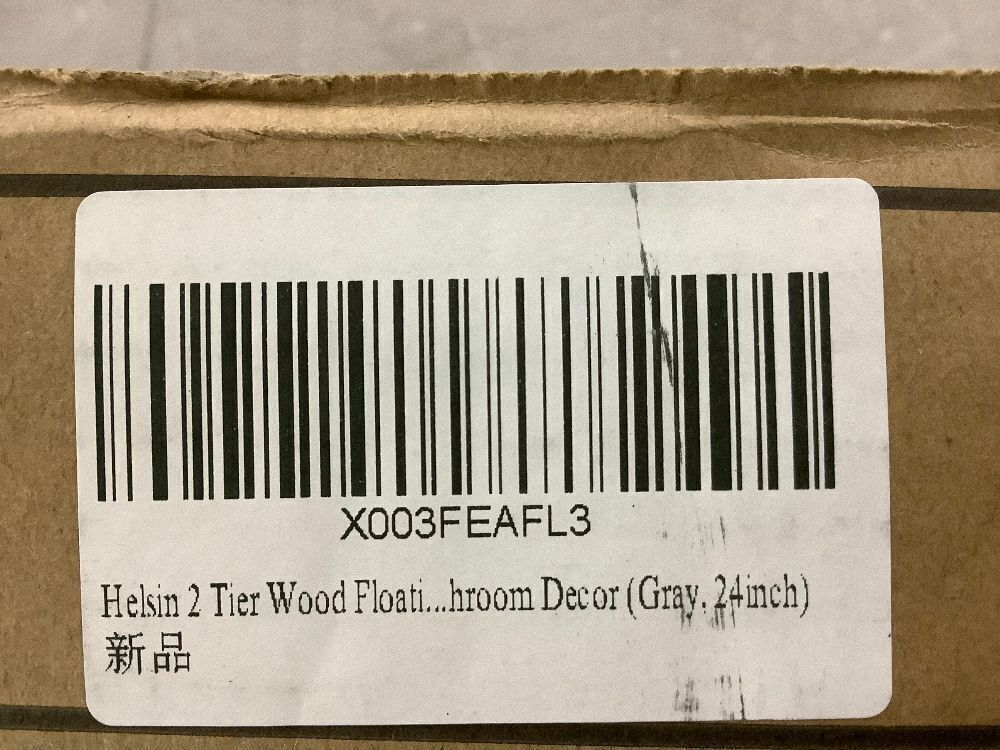 X003FEAFL3
Helsin 2 Tier Wood Floati...hroom Decor (Gray, 24inch)
新品